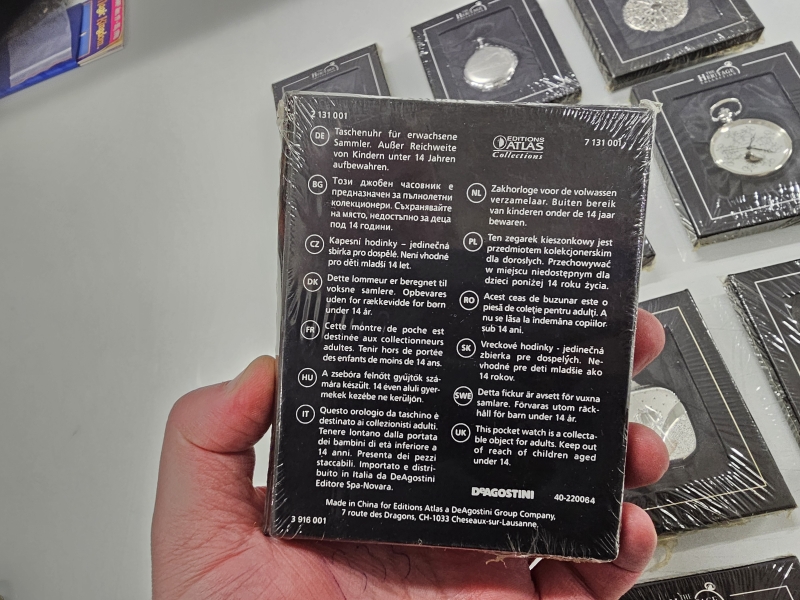 2 131 001
EDITIONS
ATLAS
Collections
7 131 001
DE
Taschenuhr für erwachsene
Sammler. Außer Reichweite
von Kindern unter 14 Jahren
aufbewahren.
BG
Този джобен часовник е
предназначен за пълнолетни
колекционери. Съхранявайте
на място, недостъпно за деца
под 14 години.
CZ
Kapesní hodinky – jedinečná
sbírka pro dospělé. Není vhodné
pro děti mladší 14 let.
DK
Dette lommeur er beregnet til
voksne samlere. Opbevares
uden for rækkevidde for børn
under 14 år.
FR
Cette montre de poche est
destinée aux collectionneurs
adultes. Tenir hors de portée
des enfants de moins de 14 ans.
HU
A zsebóra felnőtt gyűjtők szá-
mára készült. 14 éven aluli gyer-
mekek kezébe ne kerüljön.
IT
Questo orologio da taschino è
destinato ai collezionisti adulti.
Tenere lontano dalla portata
dei bambini di età inferiore a
14 anni. Presenta dei pezzi
staccabili. Importato e distri-
buito in Italia da DeAgostini
Editore Spa-Novara.
NL
Zakhorloge voor de volwassen
verzamelaar. Buiten bereik
van kinderen onder de 14 jaar
bewaren.
PL
Ten zegarek kieszonkowy jest
przedmiotem kolekcjonerskim
dla dorosłych. Przechowywać
w miejscu niedostępnym dla
dzieci poniżej 14 roku życia.
RO
Acest ceas de buzunar este o
piesă de coleţie pentru adulţi. A
nu se lăsa la îndemâna copiilor
sub 14 ani.
SK
Vreckové hodinky - jedinečná
zbierka pre dospelých. Ne-
vhodné pre deti mladšie ako
14 rokov.
SWE
Detta fickur är avsett för vuxna
samlare. Förvaras utom räck-
håll för barn under 14 år.
UK
This pocket watch is a collecta-
ble object for adults. Keep out
of reach of children aged
under 14.
DeAGOSTINI
40-220064
Made in China for Editions Atlas a DeAgostini Group Company,
7 route des Dragons, CH-1033 Cheseaux-sur-Lausanne.
3 916 001
HERITAGE